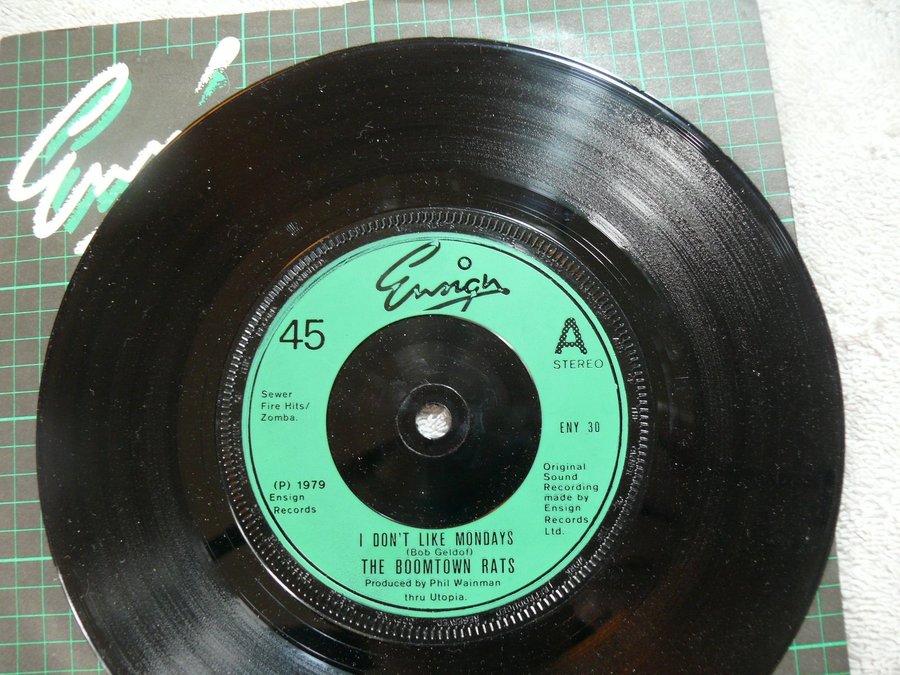 Ensign
Ensign
45
A
STEREO
Sewer
Fire Hits/
Zomba.
ENY 30
(P) 1979
Ensign
Records
Original
Sound
Recording
made by
Ensign
Records
Ltd.
I DON'T LIKE MONDAYS
(Bob Geldof)
THE BOOMTOWN RATS
Produced by Phil Wainman
thru Utopia.